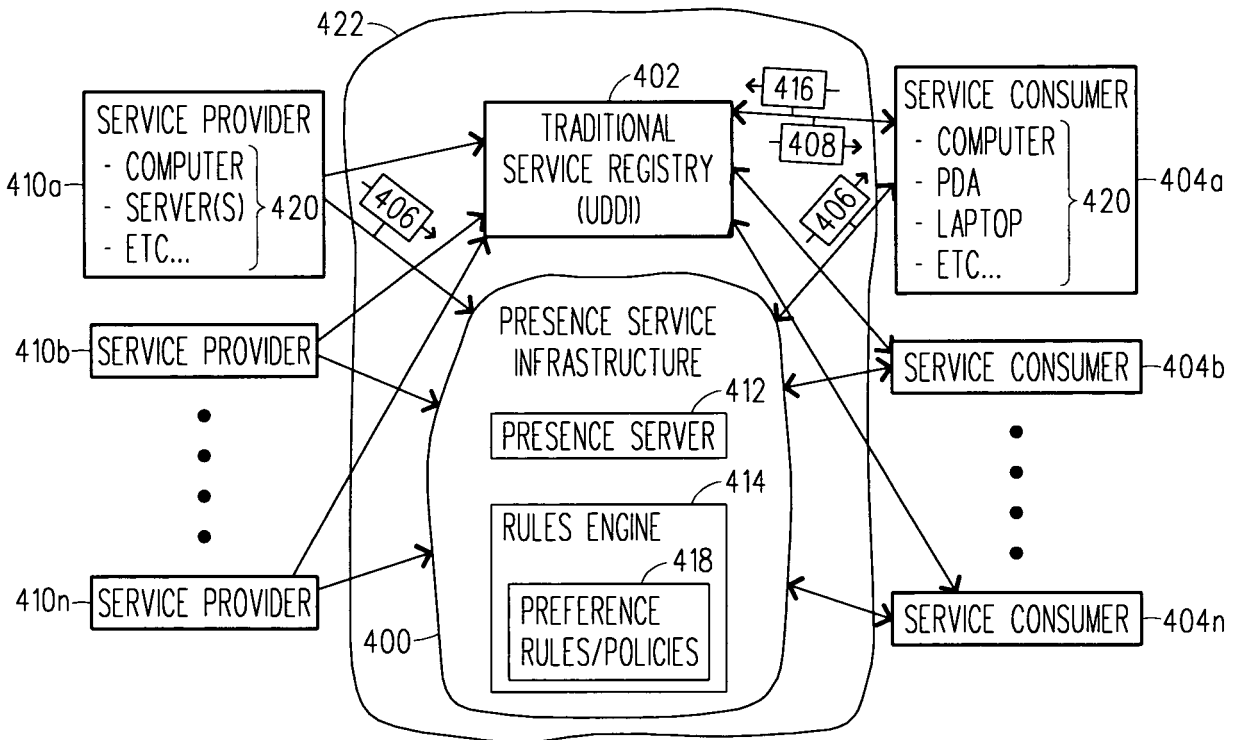 422
402
416
408
SERVICE PROVIDER
- COMPUTER
- SERVER(S)
- ETC...
420
410a
406
TRADITIONAL
SERVICE REGISTRY
(UDDI)
406
SERVICE CONSUMER
- COMPUTER
- PDA
- LAPTOP
- ETC...
420
404a
410b
SERVICE PROVIDER
PRESENCE SERVICE
INFRASTRUCTURE
SERVICE CONSUMER
404b
412
PRESENCE SERVER
414
RULES ENGINE
418
PREFERENCE
RULES/POLICIES
400
410n
SERVICE PROVIDER
SERVICE CONSUMER
404n